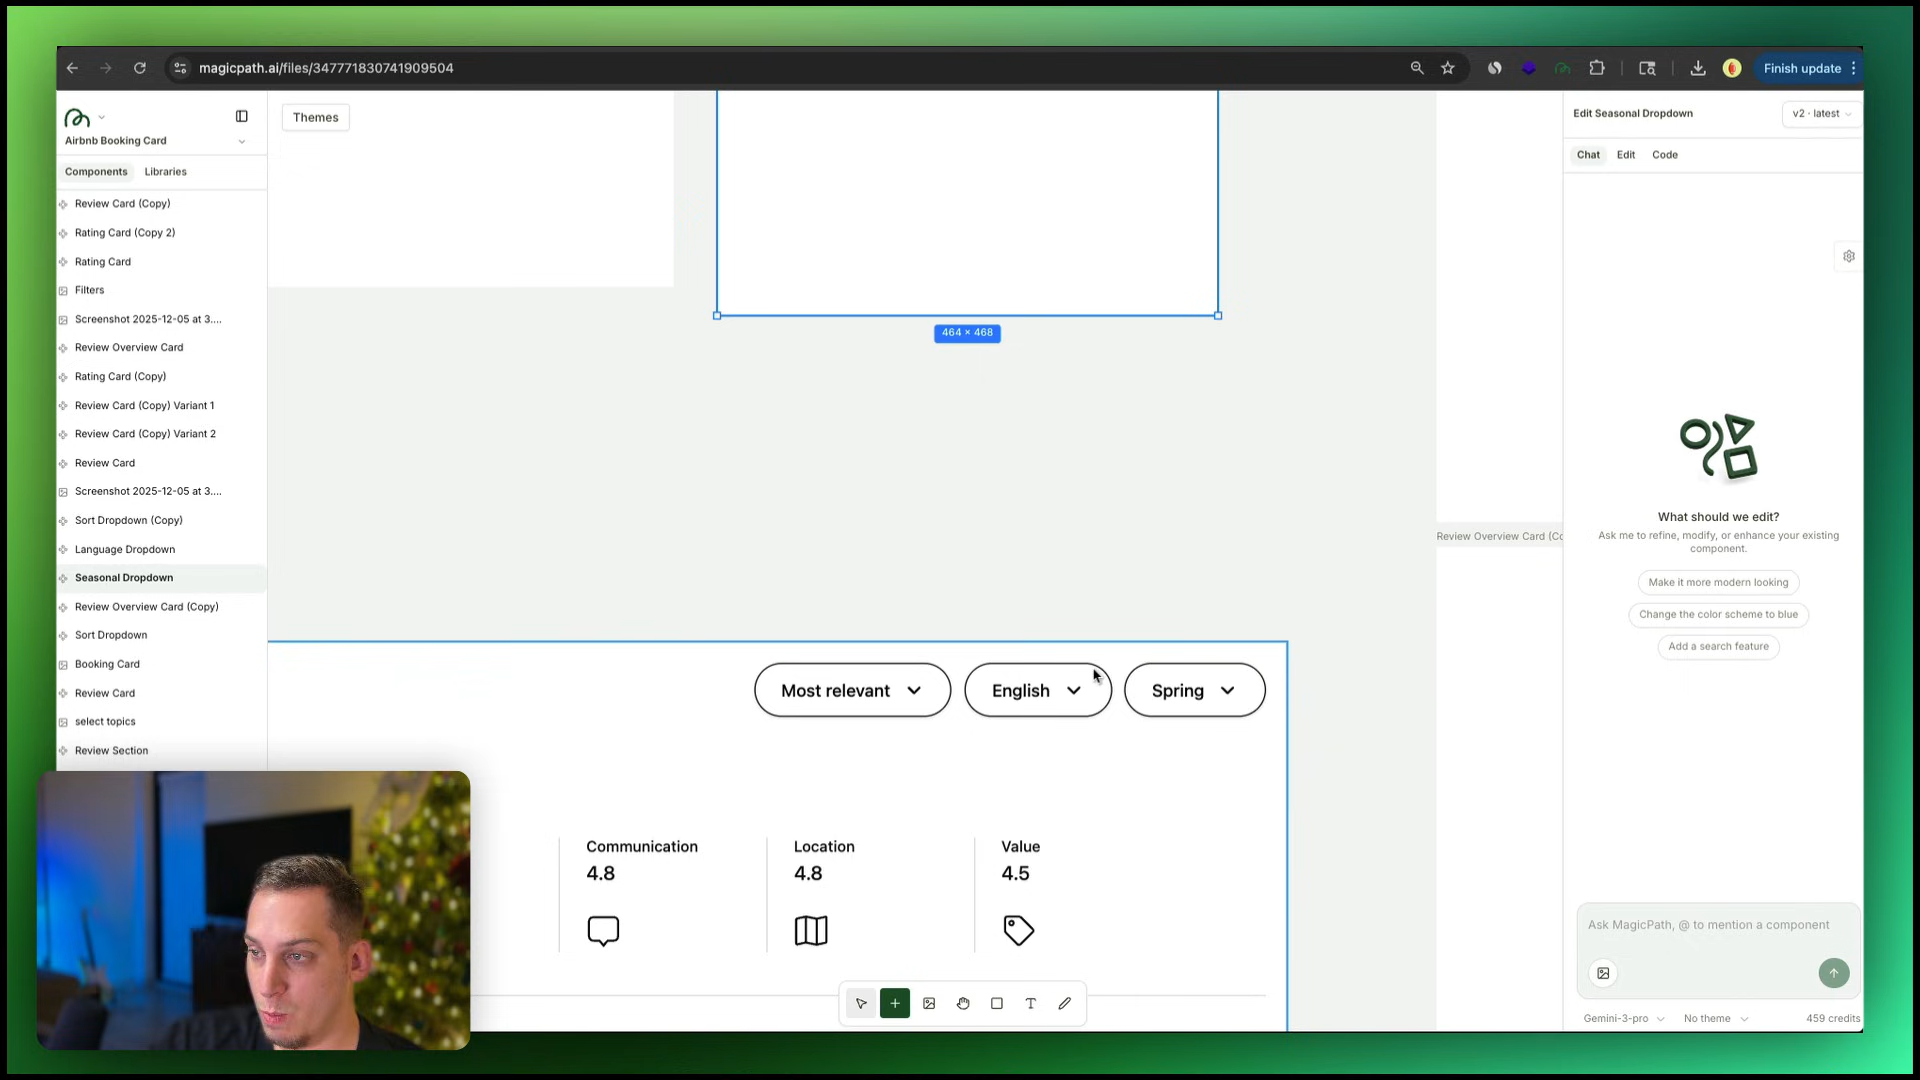 magicpath.ai/files/347771830741909504
Finish update
Airbnb Booking Card
Components
Libraries
Review Card (Copy)
Rating Card (Copy 2)
Rating Card
Filters
Screenshot 2025-12-05 at 3....
Review Overview Card
Rating Card (Copy)
Review Card (Copy) Variant 1
Review Card (Copy) Variant 2
Review Card
Screenshot 2025-12-05 at 3....
Sort Dropdown (Copy)
Language Dropdown
Seasonal Dropdown
Review Overview Card (Copy)
Sort Dropdown
Booking Card
Review Card
select topics
Review Section
Themes
464 × 468
Review Overview Card (Co
Most relevant
English
Spring
Communication
4.8
Location
4.8
Value
4.5
Edit Seasonal Dropdown
v2 · latest
Chat
Edit
Code
What should we edit?
Ask me to refine, modify, or enhance your existing
component.
Make it more modern looking
Change the color scheme to blue
Add a search feature
Ask MagicPath, @ to mention a component
Gemini-3-pro
No theme
459 credits